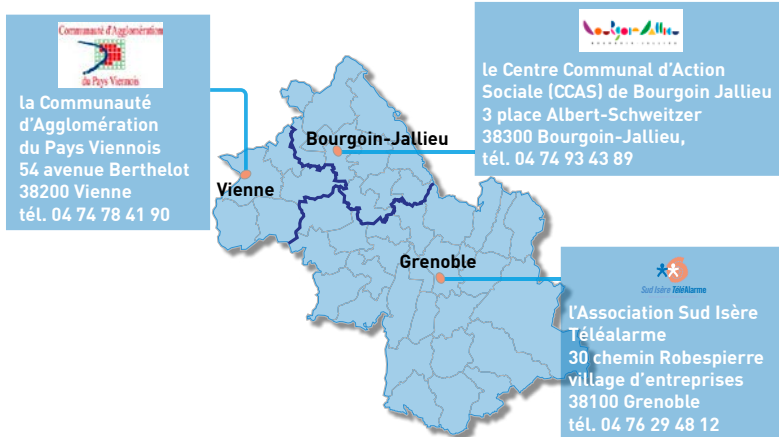 Communauté d'Agglomération
du Pays Viennois
la Communauté
d'Agglomération
du Pays Viennois
54 avenue Berthelot
38200 Vienne
tél. 04 74 78 41 90
Bourgoin-Jallieu
BOURGOIN JALLIEU
le Centre Communal d'Action
Sociale (CCAS) de Bourgoin Jallieu
3 place Albert-Schweitzer
38300 Bourgoin-Jallieu,
tél. 04 74 93 43 89
Bourgoin-Jallieu
Vienne
Grenoble
Sud Isère TéléAlarme
l'Association Sud Isère
Téléalarme
30 chemin Robespierre
village d'entreprises
38100 Grenoble
tél. 04 76 29 48 12